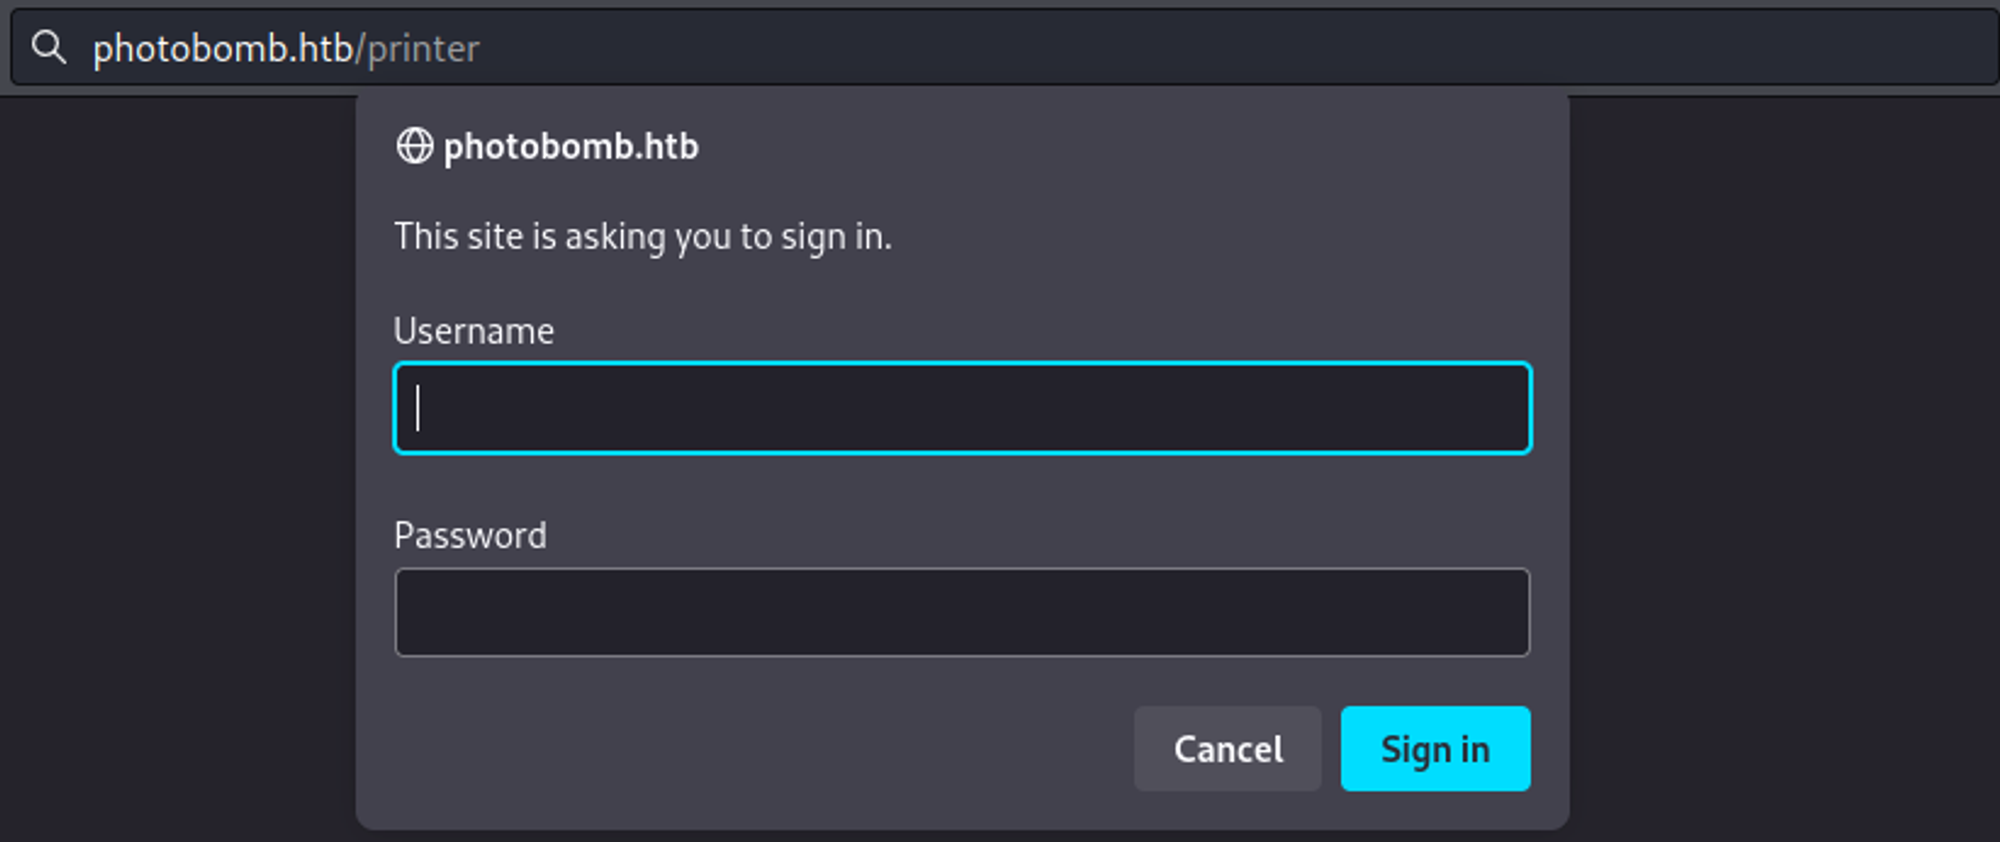 photobomb.htb/printer
photobomb.htb
This site is asking you to sign in.
Username
Password
Cancel Sign in